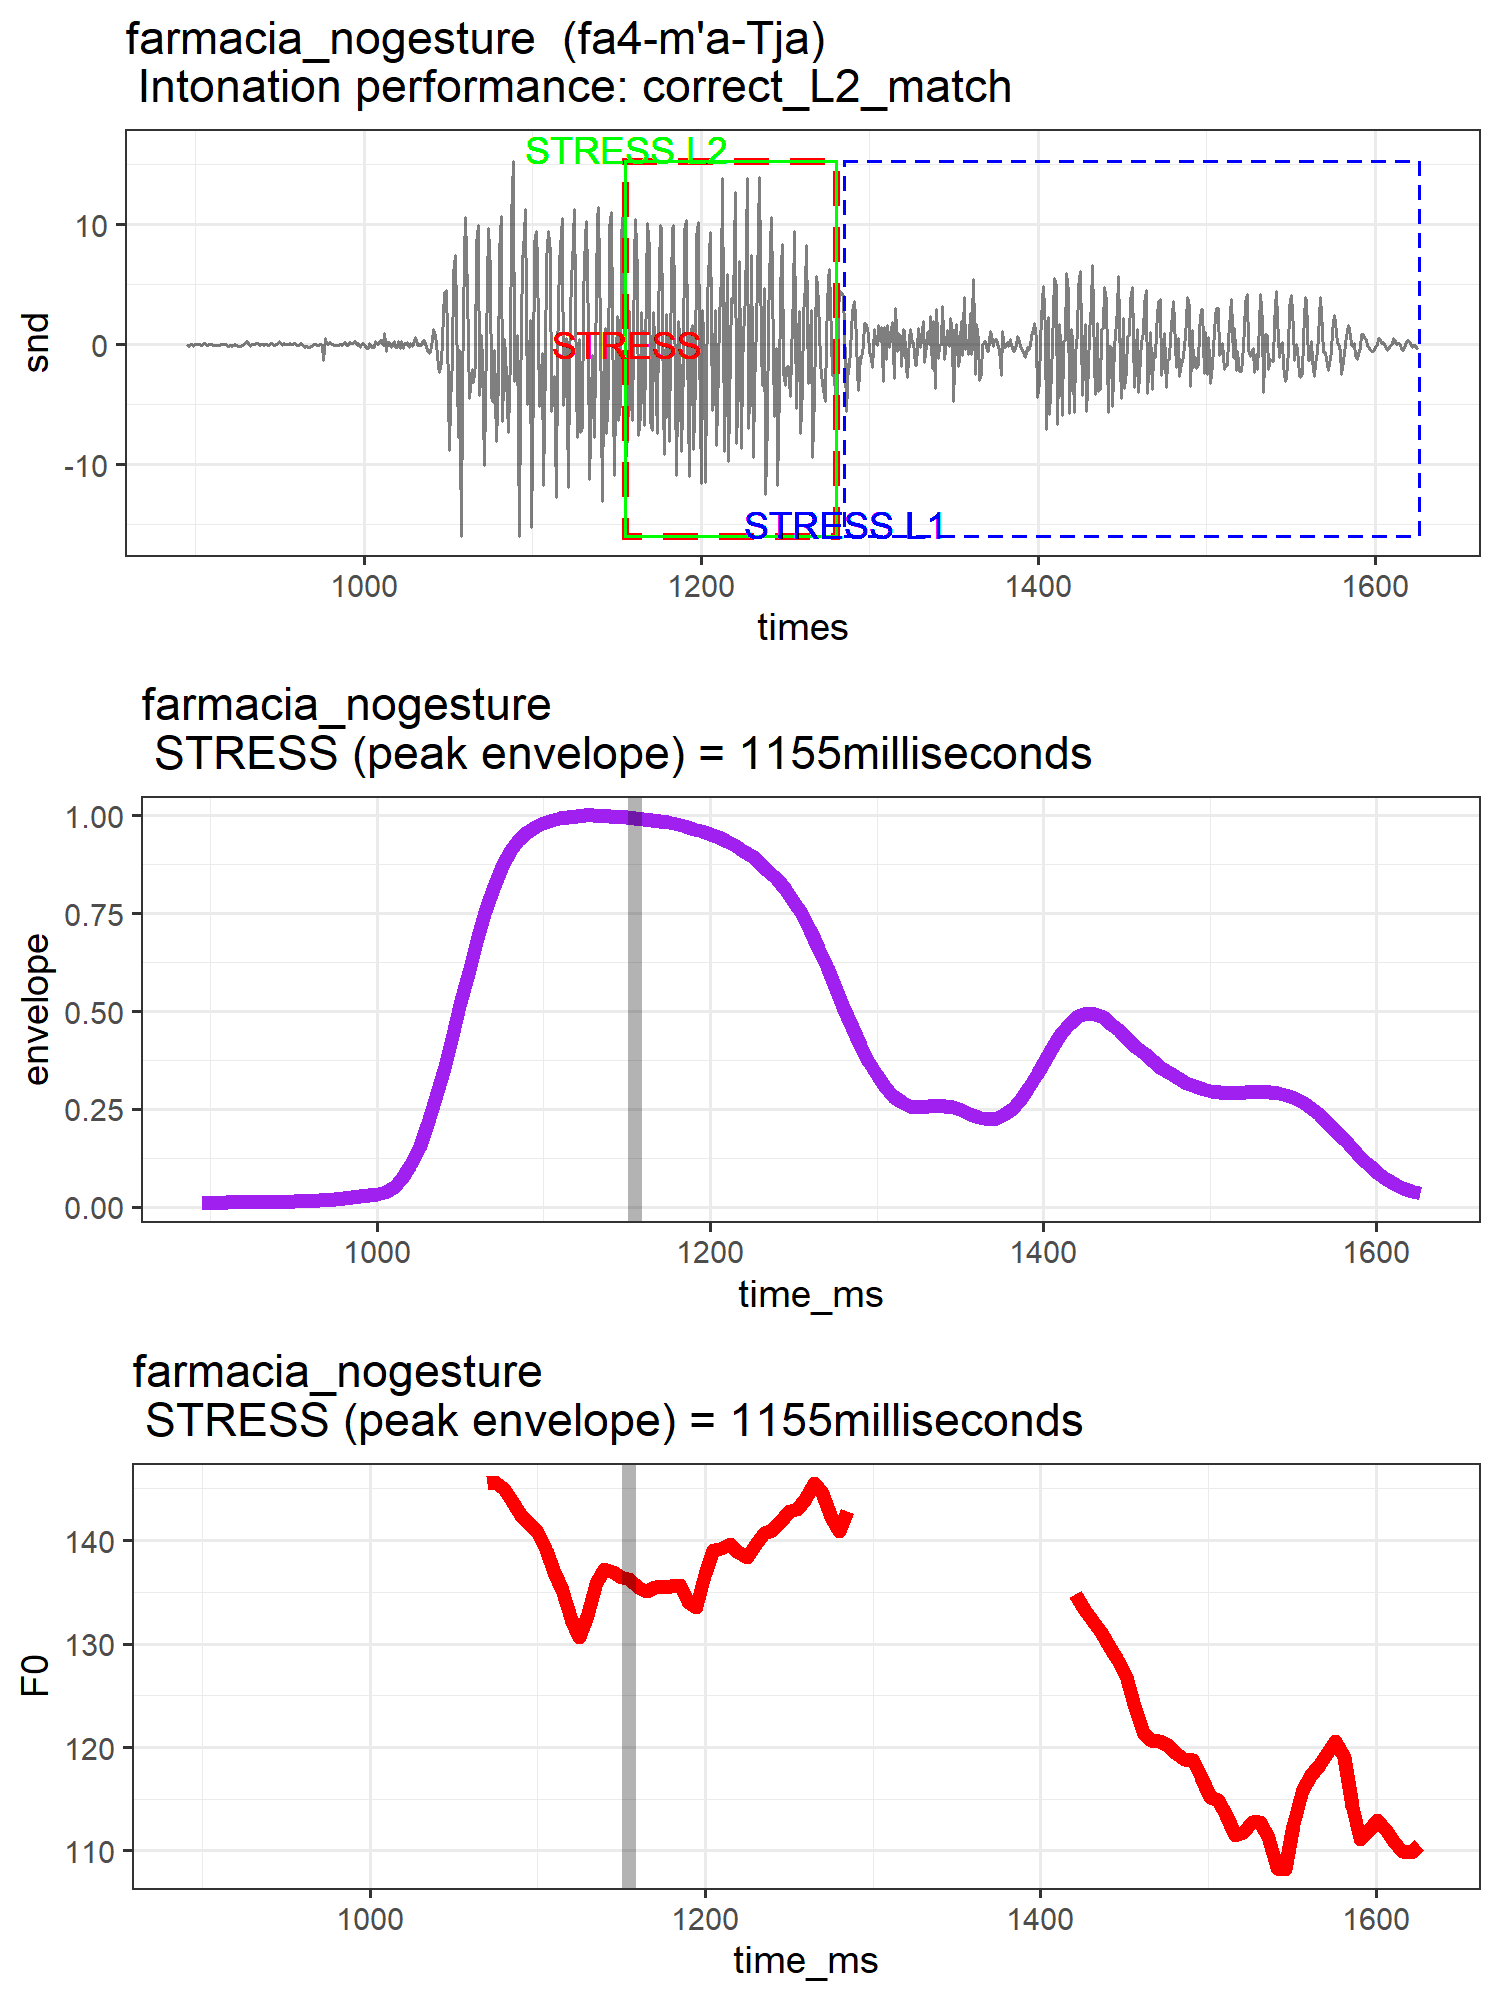 farmacia_nogesture  (fa4-m'a-Tja)
Intonation performance: correct_L2_match
STRESS L2
10
snd
0
STRESS
-10
STRESS L1
1000 1200 1400 1600
times
farmacia_nogesture
STRESS (peak envelope) = 1155milliseconds
1.00
0.75
envelope
0.50
0.25
0.00
1000 1200 1400 1600
time_ms
farmacia_nogesture
STRESS (peak envelope) = 1155milliseconds
140
130
F0
120
110
1000 1200 1400 1600
time_ms